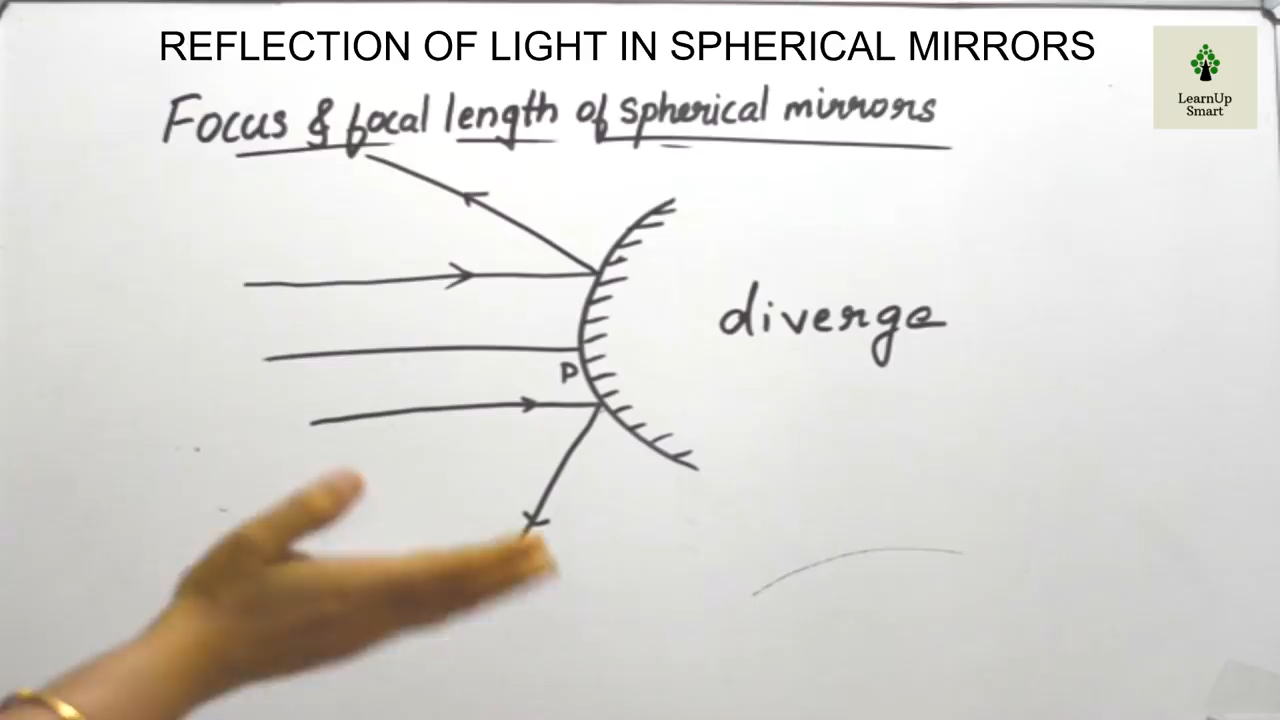 REFLECTION OF LIGHT IN SPHERICAL MIRRORS
LearnUp
Smart
Focus & focal length of spherical mirrors
diverge
P